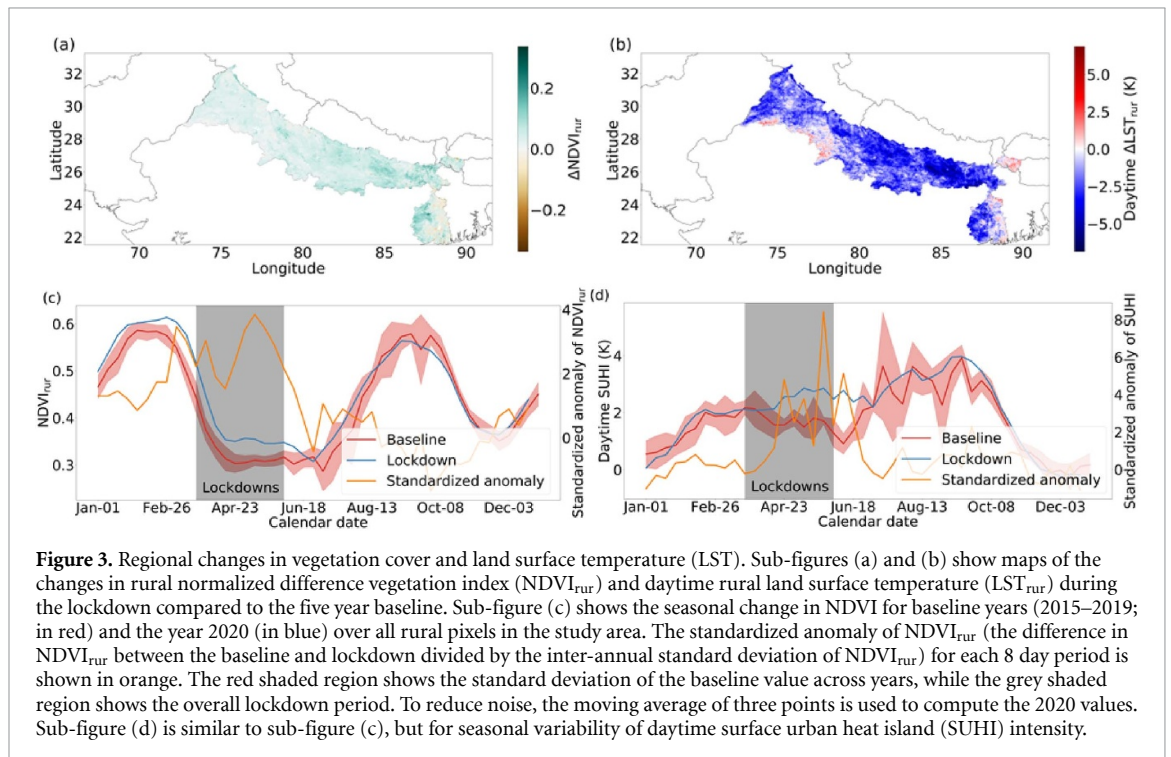 (a)
32
30
28
26
24
22
Latitude
70
75
80
85
90
Longitude
0.2
0.0
−0.2
ΔNDVIrur
(b)
32
30
28
26
24
22
Latitude
70
75
80
85
90
Longitude
5.0
2.5
0.0
−2.5
−5.0
Daytime ΔLSTrur (K)
(c)
0.6
0.5
0.4
0.3
NDVIrur
4
2
0
Standardized anomaly of NDVIrur
Baseline
Lockdown
Standardized anomaly
Lockdowns
Jan-01 Feb-26 Apr-23 Jun-18 Aug-13 Oct-08 Dec-03
Calendar date
(d)
4
2
0
Daytime SUHI (K)
8
6
4
2
0
Standardized anomaly of SUHI
Baseline
Lockdown
Standardized anomaly
Lockdowns
Jan-01 Feb-26 Apr-23 Jun-18 Aug-13 Oct-08 Dec-03
Calendar date
Figure 3. Regional changes in vegetation cover and land surface temperature (LST). Sub-figures (a) and (b) show maps of the
changes in rural normalized difference vegetation index (NDVIrur) and daytime rural land surface temperature (LSTrur) during
the lockdown compared to the five year baseline. Sub-figure (c) shows the seasonal change in NDVI for baseline years (2015–2019;
in red) and the year 2020 (in blue) over all rural pixels in the study area. The standardized anomaly of NDVIrur (the difference in
NDVIrur between the baseline and lockdown divided by the inter-annual standard deviation of NDVIrur) for each 8 day period is
shown in orange. The red shaded region shows the standard deviation of the baseline value across years, while the grey shaded
region shows the overall lockdown period. To reduce noise, the moving average of three points is used to compute the 2020 values.
Sub-figure (d) is similar to sub-figure (c), but for seasonal variability of daytime surface urban heat island (SUHI) intensity.